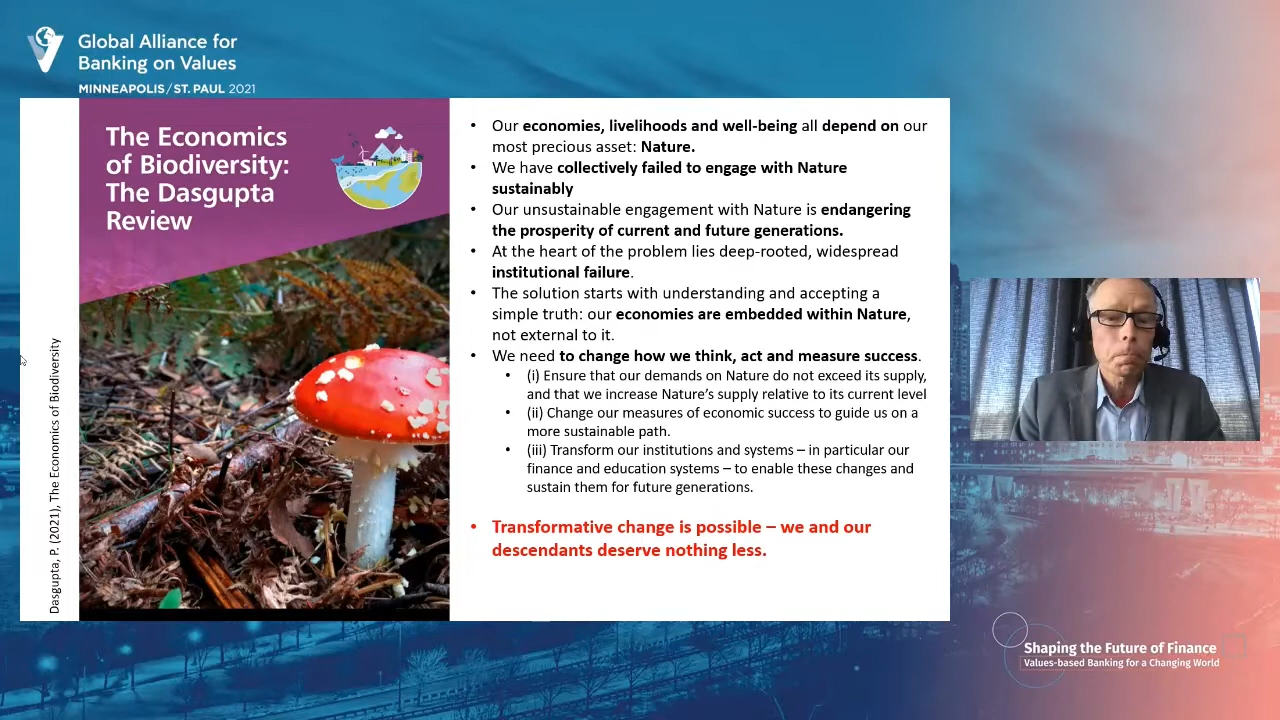 Global Alliance for
Banking on Values
MINNEAPOLIS / ST. PAUL 2021
The Economics
of Biodiversity:
The Dasgupta
Review
Dasgupta, P. (2021), The Economics of Biodiversity
• Our economies, livelihoods and well-being all depend on our
most precious asset: Nature.
• We have collectively failed to engage with Nature
sustainably
• Our unsustainable engagement with Nature is endangering
the prosperity of current and future generations.
• At the heart of the problem lies deep-rooted, widespread
institutional failure.
• The solution starts with understanding and accepting a
simple truth: our economies are embedded within Nature,
not external to it.
• We need to change how we think, act and measure success.
• (i) Ensure that our demands on Nature do not exceed its supply,
and that we increase Nature's supply relative to its current level
• (ii) Change our measures of economic success to guide us on a
more sustainable path.
• (iii) Transform our institutions and systems – in particular our
finance and education systems – to enable these changes and
sustain them for future generations.
• Transformative change is possible – we and our
descendants deserve nothing less.
Shaping the Future of Finance
Values-based Banking for a Changing World